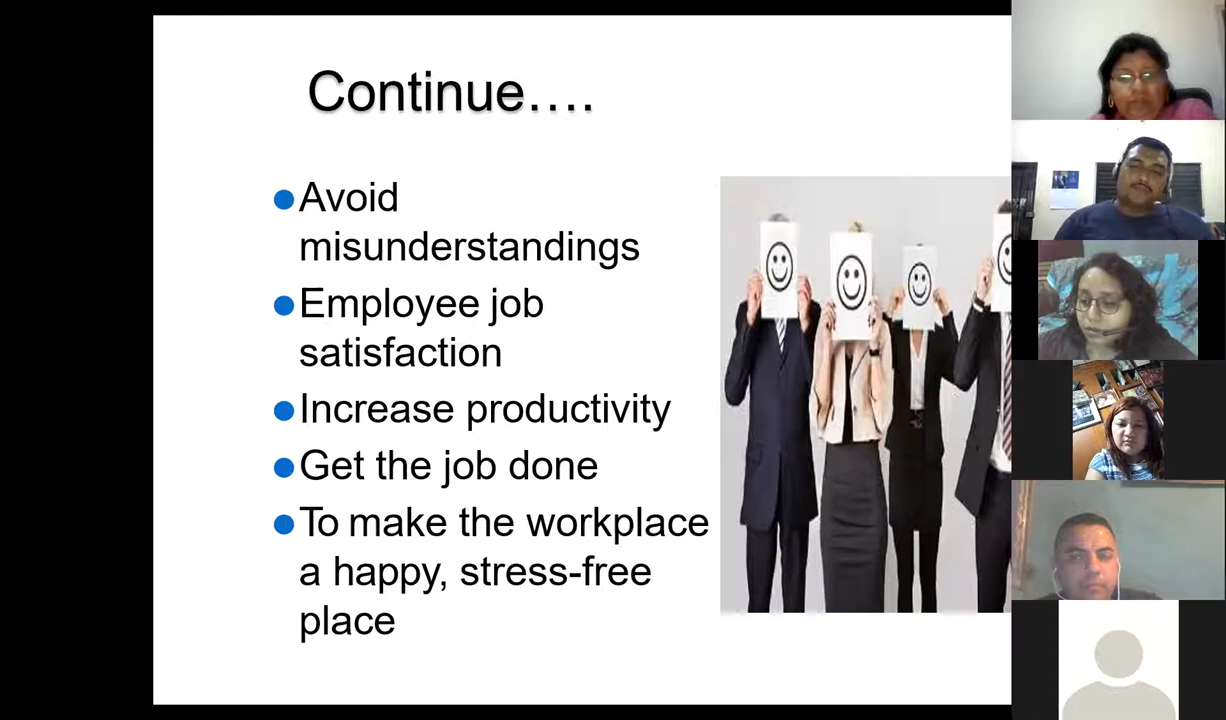 Continue….
Avoid
misunderstandings
Employee job
satisfaction
Increase productivity
Get the job done
To make the workplace
a happy, stress-free
place